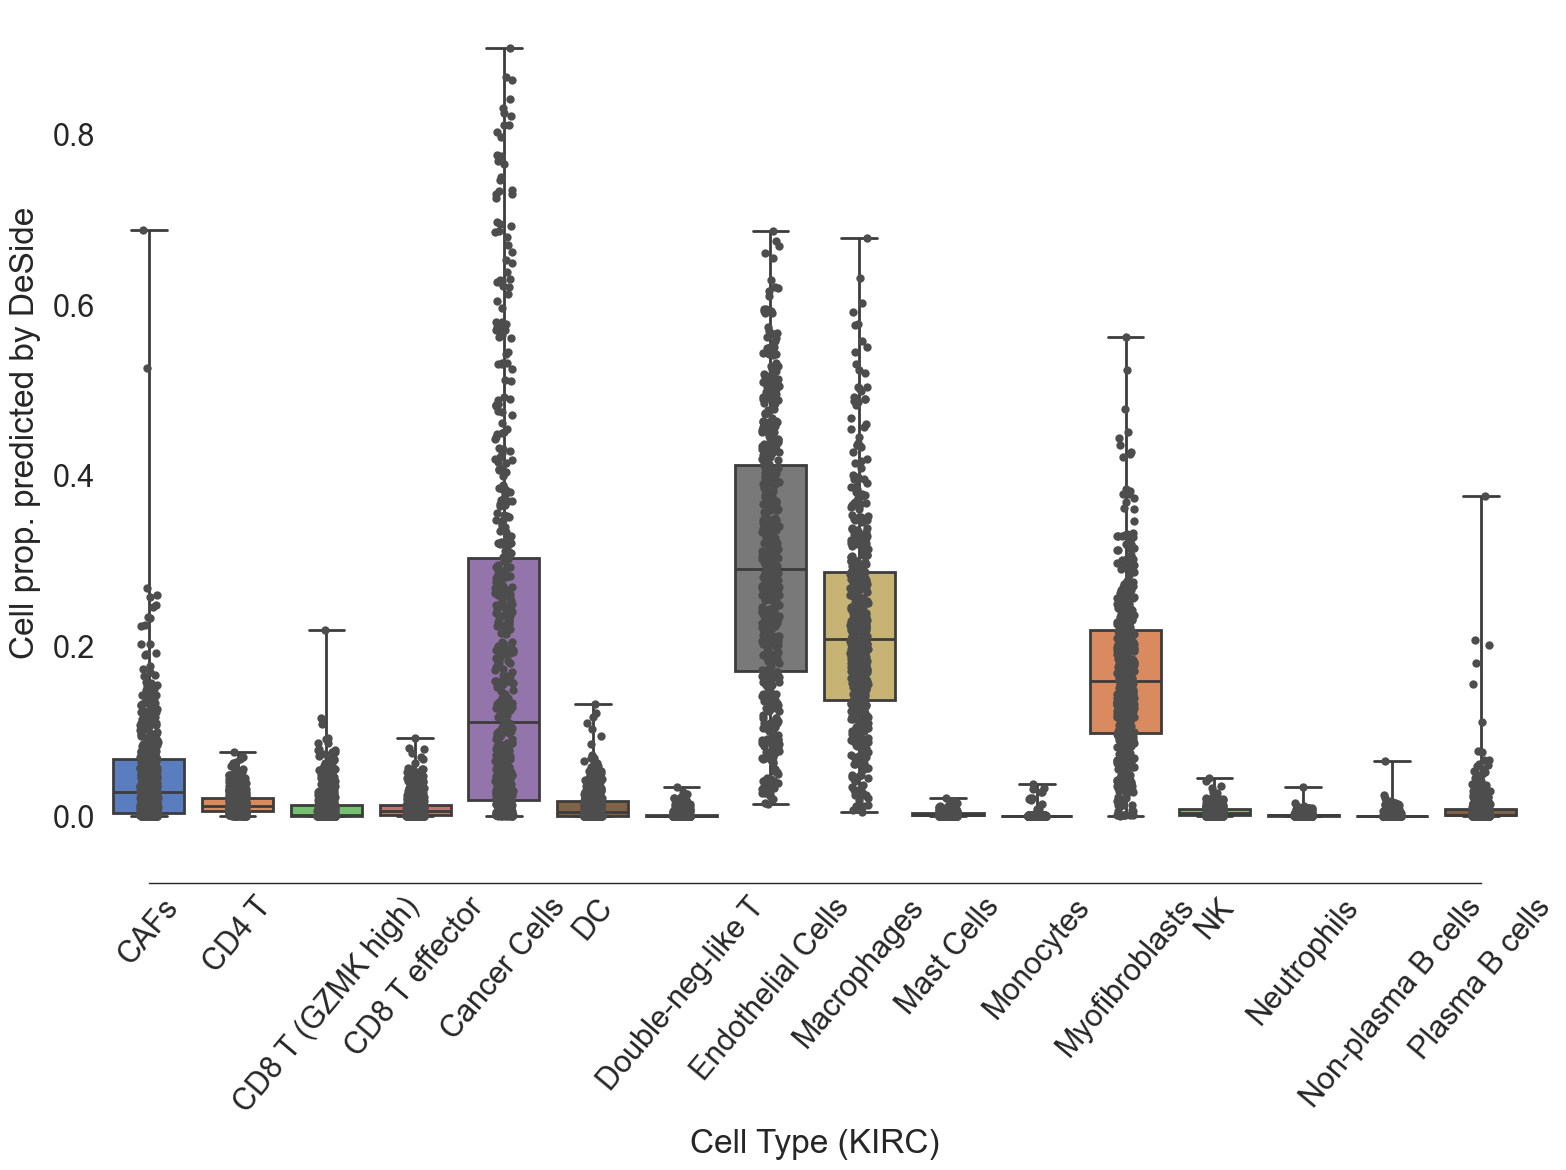 Cell prop. predicted by DeSide
0.8
0.6
0.4
0.2
0.0
CAFs
CD4 T
CD8 T (GZMK high)
CD8 T effector
Cancer Cells
DC
Double-neg-like T
Endothelial Cells
Macrophages
Mast Cells
Monocytes
Myofibroblasts
NK
Neutrophils
Non-plasma B cells
Plasma B cells
Cell Type (KIRC)